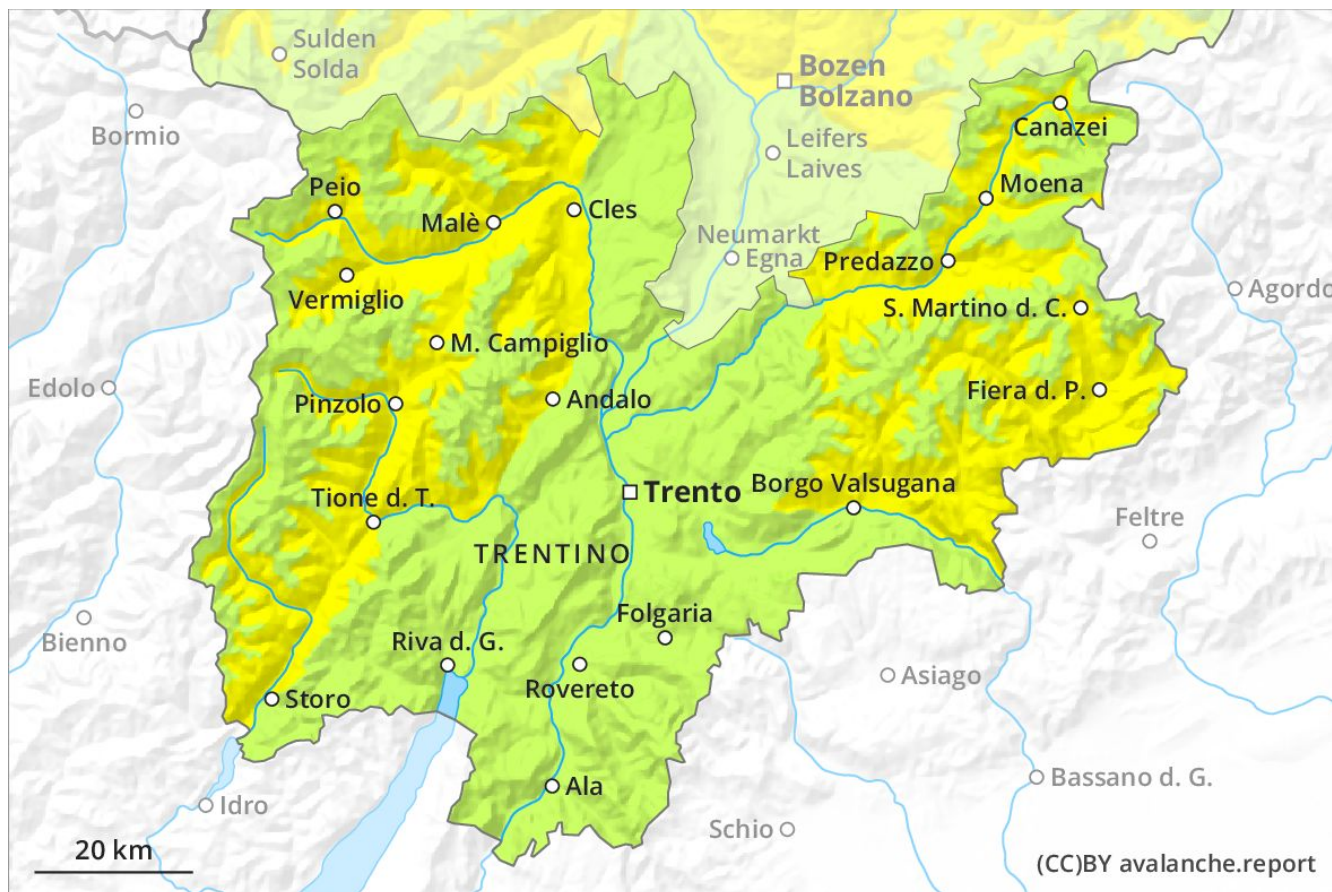 Sulden
Solda
Bozen
Bolzano
Bormio
Canazei
Leifers
Laives
Peio
Moena
Malè
Cles
Neumarkt
Egna
Predazzo
Vermiglio
Agordo
S. Martino d. C.
M. Campiglio
Edolo
Fiera d. P.
Pinzolo
Andalo
Trento
Borgo Valsugana
Tione d. T.
Feltre
TRENTINO
Folgaria
Bienno
Riva d. G.
Asiago
Rovereto
Storo
Bassano d. G.
Ala
Idro
Schio
20 km
(CC)BY avalanche.report